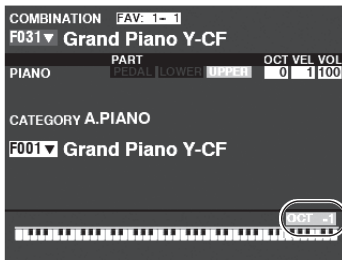 COMBINATION FAV: 1- 1
F031▼ Grand Piano Y-CF
PART OCT VEL VOL
PIANO PEDAL LOWER UPPER 0 1 100
CATEGORY A.PIANO
F001▼ Grand Piano Y-CF
OCT -1